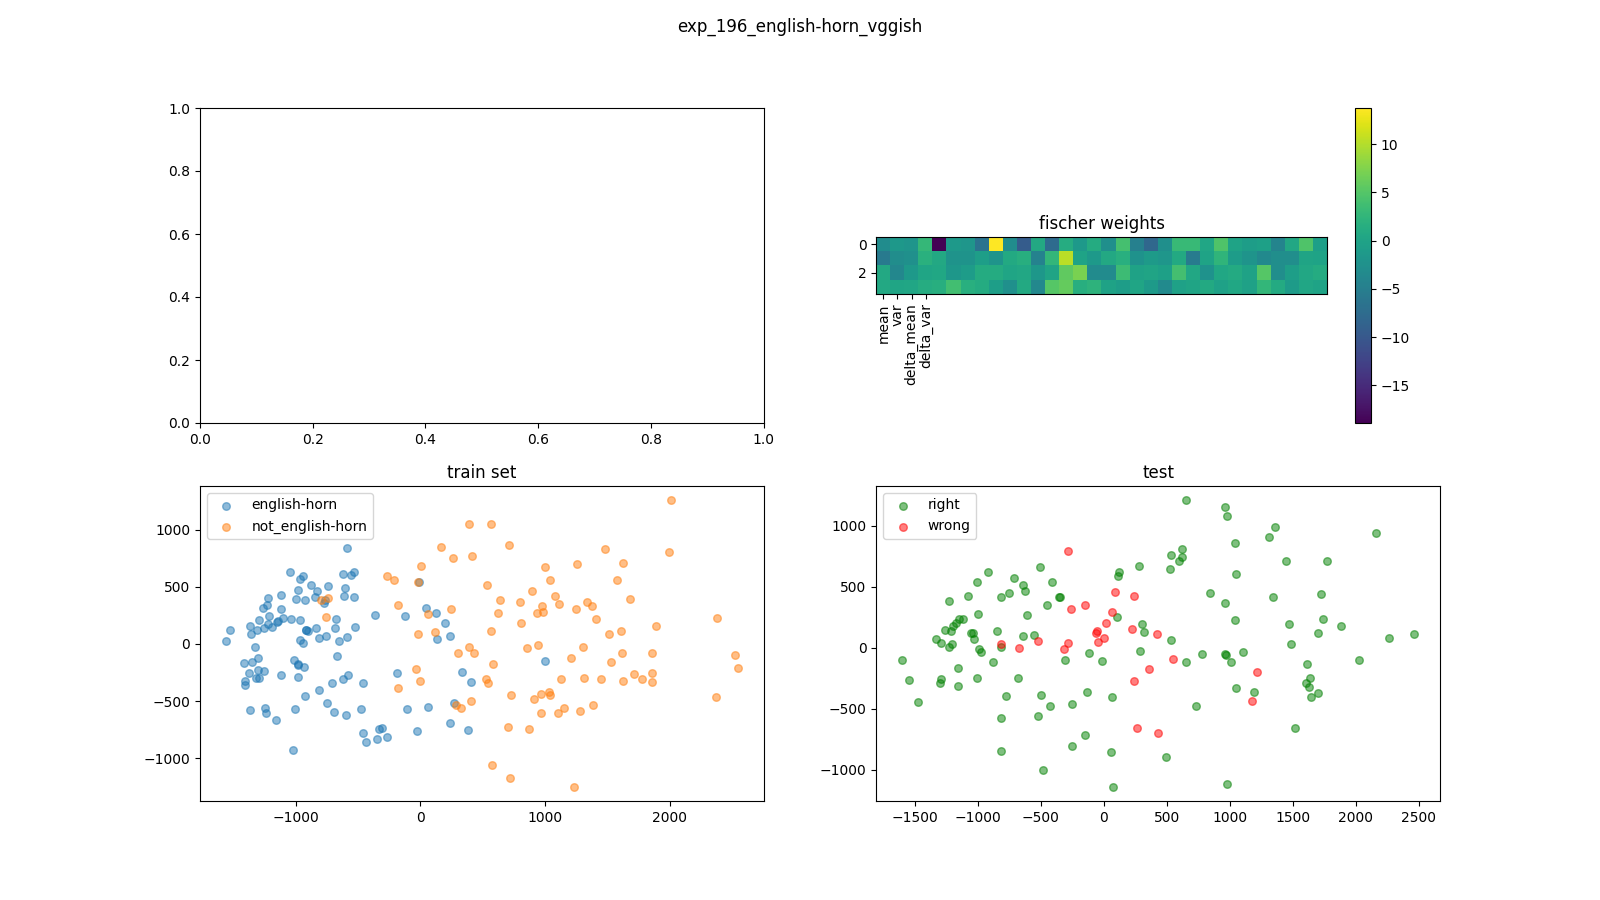 exp_196_english-horn_vggish
1.0
0.8
0.6
0.4
0.2
0.0
0.0 0.2 0.4 0.6 0.8 1.0
fischer weights
0
2
mean
var
delta_mean
delta_var
10
5
0
−5
−10
−15
train set
english-horn
not_english-horn
1000
500
0
−500
−1000
−1000 0 1000 2000
test
right
wrong
1000
500
0
−500
−1000
−1500 −1000 −500 0 500 1000 1500 2000 2500